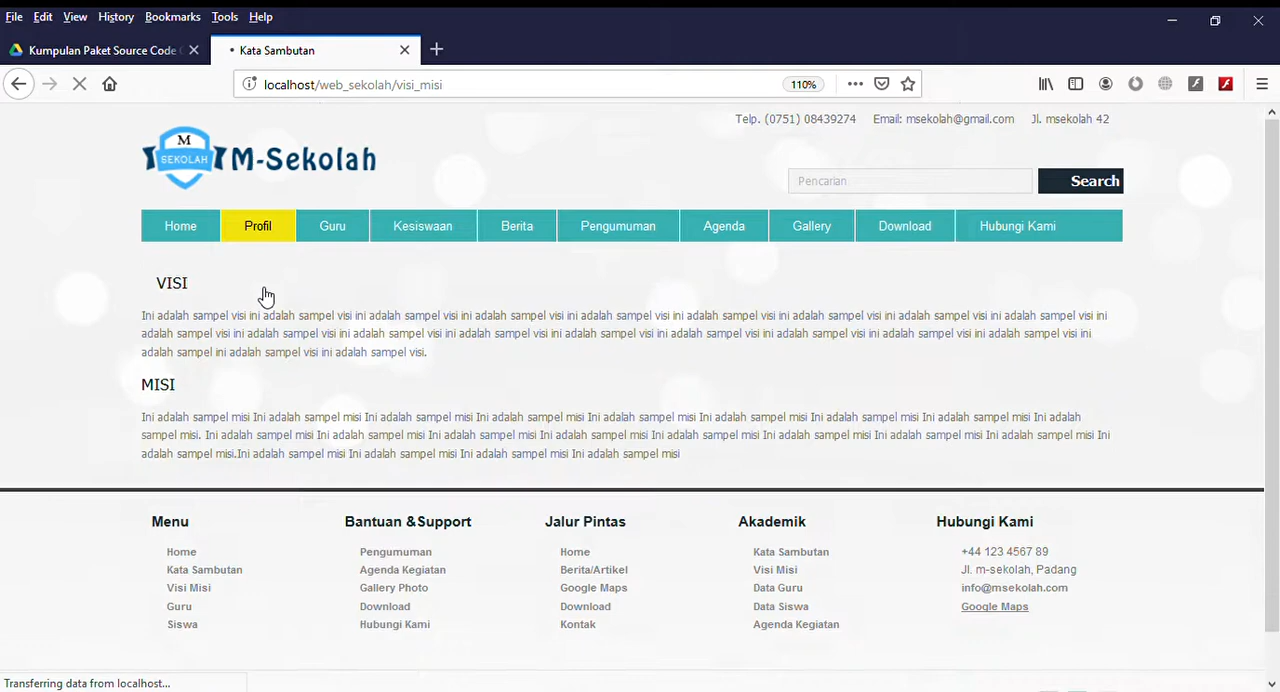 File Edit View History Bookmarks Tools Help
Kumpulan Paket Source Code
Kata Sambutan
localhost/web_sekolah/visi_misi
110%
Telp. (0751) 08439274 Email: msekolah@gmail.com Jl. msekolah 42
M SEKOLAH M-Sekolah
Pencarian.
Search
Home Profil Guru Kesiswaan Berita Pengumuman Agenda Gallery Download Hubungi Kami
VISI
Ini adalah sampel visi ini adalah sampel visi ini adalah sampel visi ini adalah sampel visi ini adalah sampel visi ini adalah sampel visi ini adalah sampel visi ini adalah sampel visi ini adalah sampel visi ini
adalah sampel visi ini adalah sampel visi ini adalah sampel visi ini adalah sampel visi ini adalah sampel visi ini adalah sampel visi ini adalah sampel visi ini adalah sampel visi ini adalah sampel visi ini
adalah sampel ini adalah sampel visi ini adalah sampel visi.
MISI
Ini adalah sampel misi Ini adalah sampel misi Ini adalah sampel misi Ini adalah sampel misi Ini adalah sampel misi Ini adalah sampel misi Ini adalah sampel misi Ini adalah sampel misi Ini adalah
sampel misi. Ini adalah sampel misi Ini adalah sampel misi Ini adalah sampel misi Ini adalah sampel misi Ini adalah sampel misi Ini adalah sampel misi Ini adalah sampel misi Ini adalah sampel misi Ini
adalah sampel misi.Ini adalah sampel misi Ini adalah sampel misi Ini adalah sampel misi Ini adalah sampel misi
Menu
Home
Kata Sambutan
Visi Misi
Guru
Siswa
Bantuan &Support
Pengumuman
Agenda Kegiatan
Gallery Photo
Download
Hubungi Kami
Jalur Pintas
Home
Berita/Artikel
Google Maps
Download
Kontak
Akademik
Kata Sambutan
Visi Misi
Data Guru
Data Siswa
Agenda Kegiatan
Hubungi Kami
+44 123 4567 89
Jl. m-sekolah, Padang
info@msekolah.com
Google Maps
Transferring data from localhost...